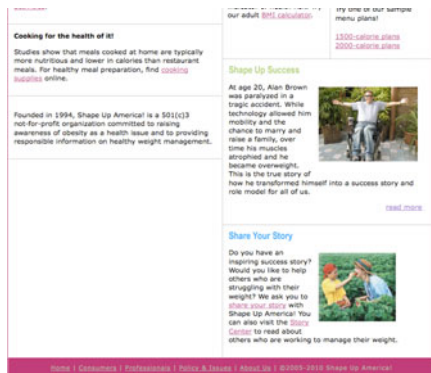 our adult BMI calculator.
try one of our sample
menu plans!
1500-calorie plans
2000-calorie plans
Cooking for the health of it!
Studies show that meals cooked at home are typically
more nutritious and lower in calories than restaurant
meals. For healthy meal preparation, find cooking
supplies online.
Founded in 1994, Shape Up America! is a 501(c)3
not-for-profit organization committed to raising
awareness of obesity as a health issue and to providing
responsible information on healthy weight management.
Shape Up Success
At age 20, Alan Brown
was paralyzed in a
tragic accident. While
technology allowed him
mobility and the
chance to marry and
raise a family, over
time his muscles
atrophied and he
became overweight.
This is the true story of
how he transformed himself into a success story and
role model for all of us.
read more
Share Your Story
Do you have an
inspiring success story?
Would you like to help
others who are
struggling with their
weight? We ask you to
share your story with
Shape Up America! You
can also visit the Story
Center to read about
others who are working to manage their weight.
Home | Consumers | Professionals | Policy & Issues | About Us | ©2005-2010 Shape Up America!